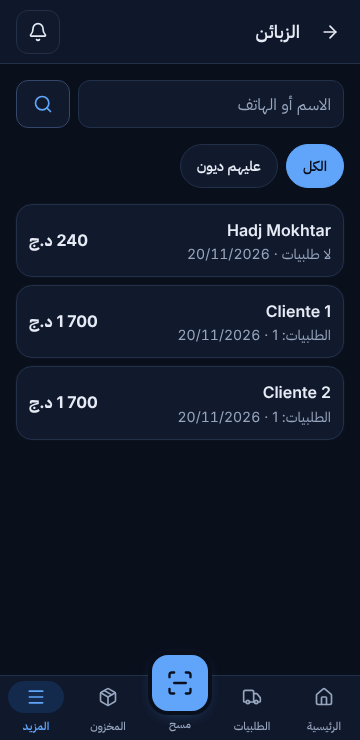 الزبائن
الاسم أو الهاتف
الكل
عليهم ديون
Hadj Mokhtar
240 د.ج
لا طلبيات · 20/11/2026
Cliente 1
1 700 د.ج
الطلبيات: 1 · 20/11/2026
Cliente 2
1 700 د.ج
الطلبيات: 1 · 20/11/2026
الرئيسية
الطلبيات
مسح
المخزون
المزيد